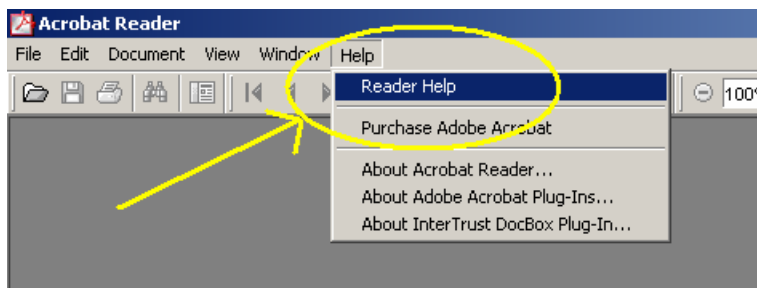 Acrobat Reader
File Edit Document View Window Help
Reader Help
100%
Purchase Adobe Acrobat
About Acrobat Reader...
About Adobe Acrobat Plug-Ins...
About InterTrust DocBox Plug-In...